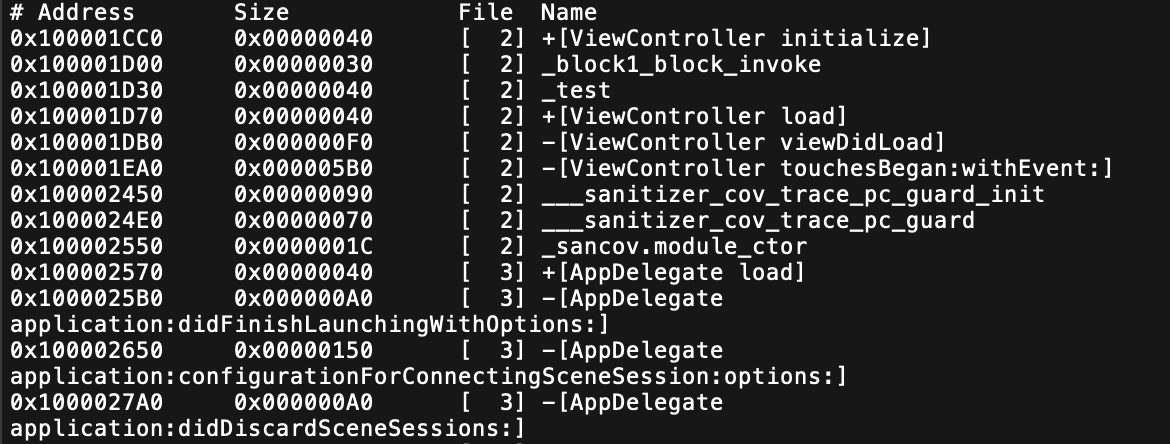 # Address Size File Name
0x100001CC0 0x00000040 [ 2] +[ViewController initialize]
0x100001D00 0x00000030 [ 2] _block1_block_invoke
0x100001D30 0x00000040 [ 2] _test
0x100001D70 0x00000040 [ 2] +[ViewController load]
0x100001DB0 0x000000F0 [ 2] -[ViewController viewDidLoad]
0x100001EA0 0x000005B0 [ 2] -[ViewController touchesBegan:withEvent:]
0x100002450 0x00000090 [ 2] ___sanitizer_cov_trace_pc_guard_init
0x1000024E0 0x00000070 [ 2] ___sanitizer_cov_trace_pc_guard
0x100002550 0x0000001C [ 2] _sancov.module_ctor
0x100002570 0x00000040 [ 3] +[AppDelegate load]
0x1000025B0 0x000000A0 [ 3] -[AppDelegate
application:didFinishLaunchingWithOptions:]
0x100002650 0x00000150 [ 3] -[AppDelegate
application:configurationForConnectingSceneSession:options:]
0x1000027A0 0x000000A0 [ 3] -[AppDelegate
application:didDiscardSceneSessions:]